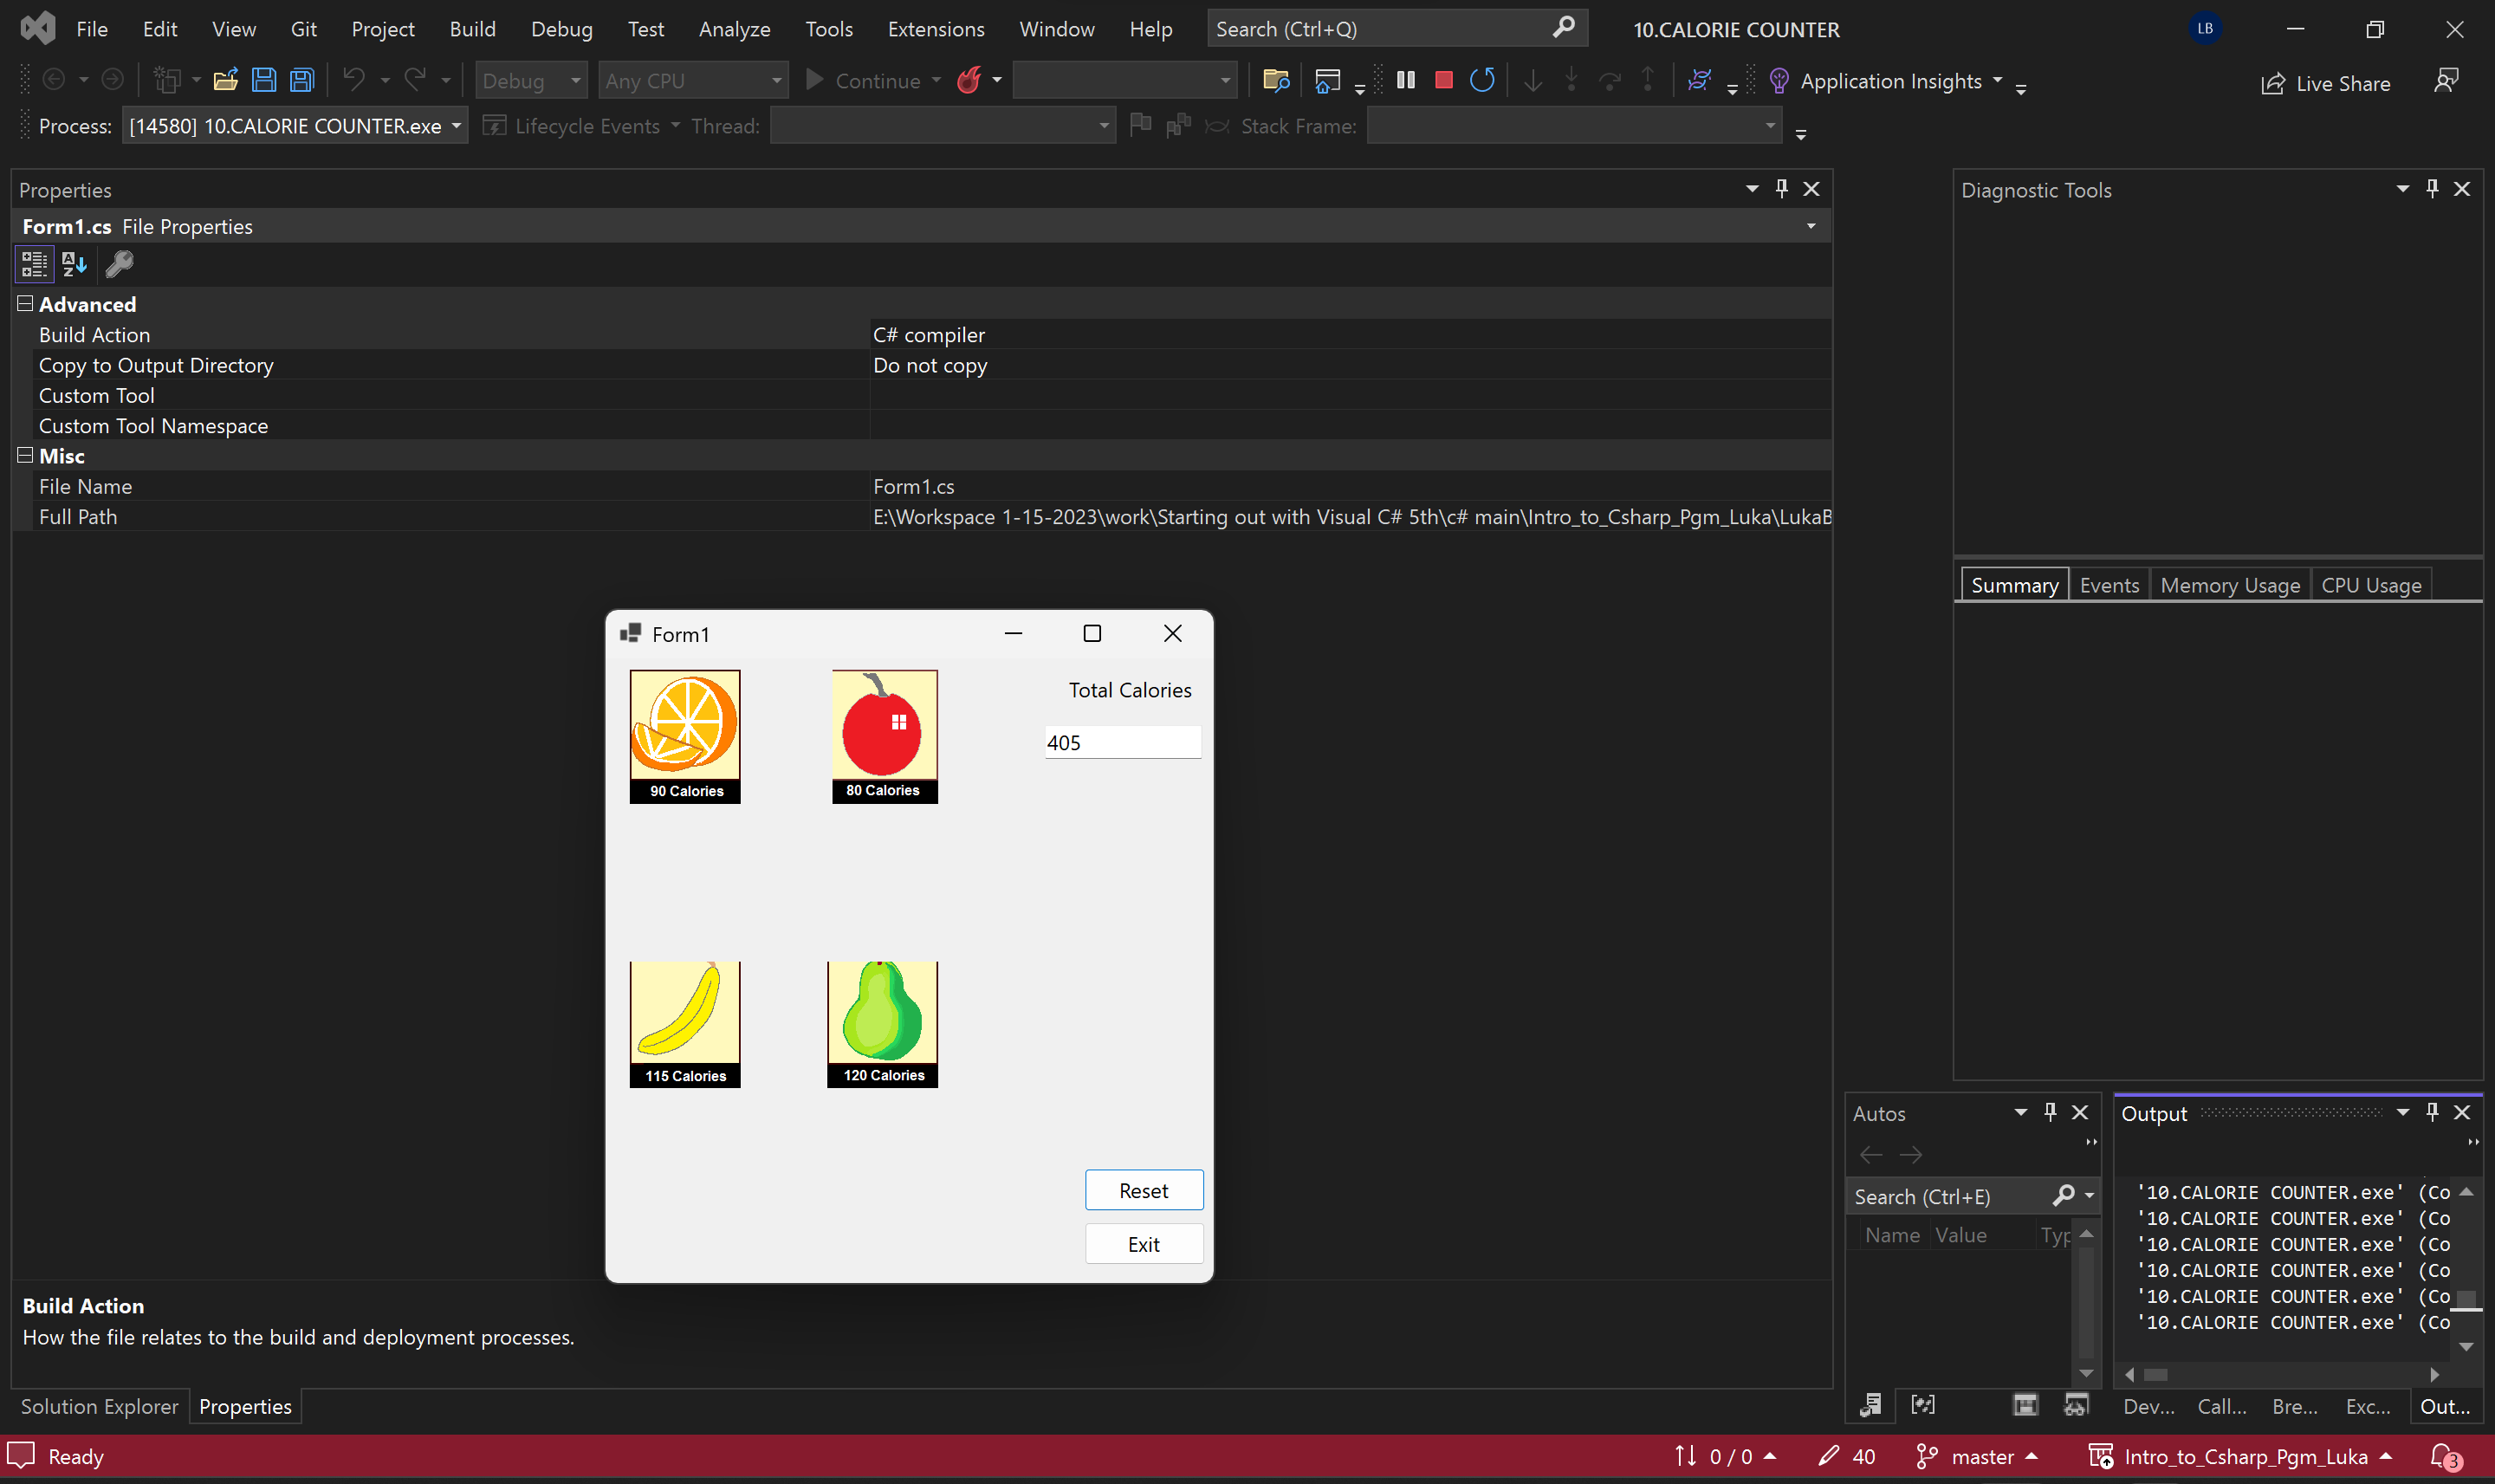 File Edit View Git Project Build Debug Test Analyze Tools Extensions Window Help Search (Ctrl+Q) 10.CALORIE COUNTER LB
Debug Any CPU Continue Application Insights Live Share
Process: [14580] 10.CALORIE COUNTER.exe Lifecycle Events Thread: Stack Frame:
Properties
Form1.cs File Properties
Advanced
Build Action C# compiler
Copy to Output Directory Do not copy
Custom Tool
Custom Tool Namespace
Misc
File Name Form1.cs
Full Path E:\Workspace 1-15-2023\work\Starting out with Visual C# 5th\c# main\Intro_to_Csharp_Pgm_Luka\LukaB
Form1
Total Calories
405
90 Calories 80 Calories
115 Calories 120 Calories
Reset
Exit
Build Action
How the file relates to the build and deployment processes.
Solution Explorer Properties
Diagnostic Tools
Summary Events Memory Usage CPU Usage
Autos
Search (Ctrl+E)
Name Value Typ
Output
'10.CALORIE COUNTER.exe' (Co
'10.CALORIE COUNTER.exe' (Co
'10.CALORIE COUNTER.exe' (Co
'10.CALORIE COUNTER.exe' (Co
'10.CALORIE COUNTER.exe' (Co
'10.CALORIE COUNTER.exe' (Co
Dev... Call... Bre... Exc... Out...
Ready 0 / 0 40 master Intro_to_Csharp_Pgm_Luka 3